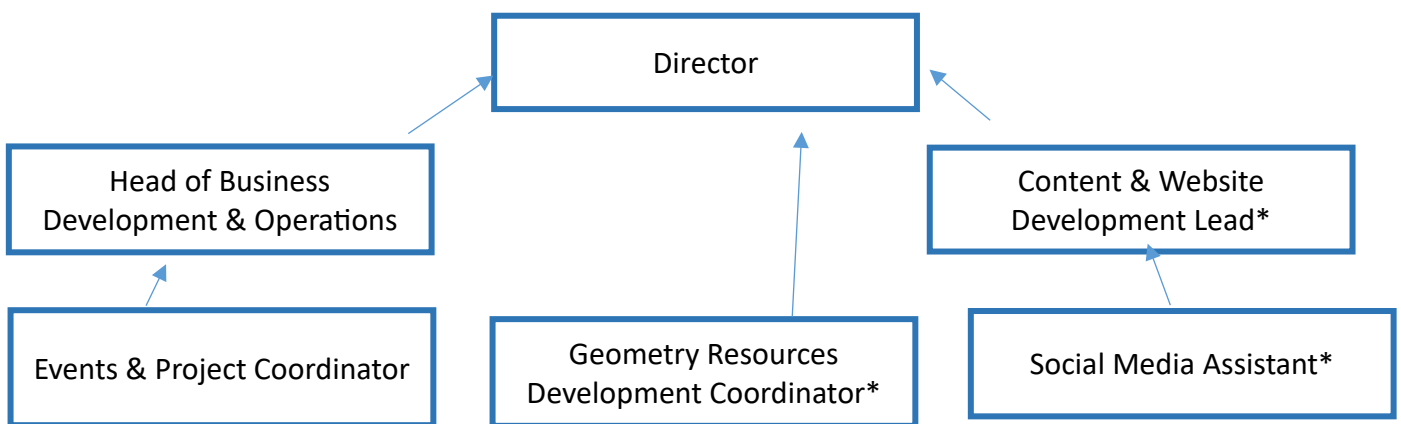 Director
Head of Business
Development & Operations
Content & Website
Development Lead*
Events & Project Coordinator
Geometry Resources
Development Coordinator*
Social Media Assistant*